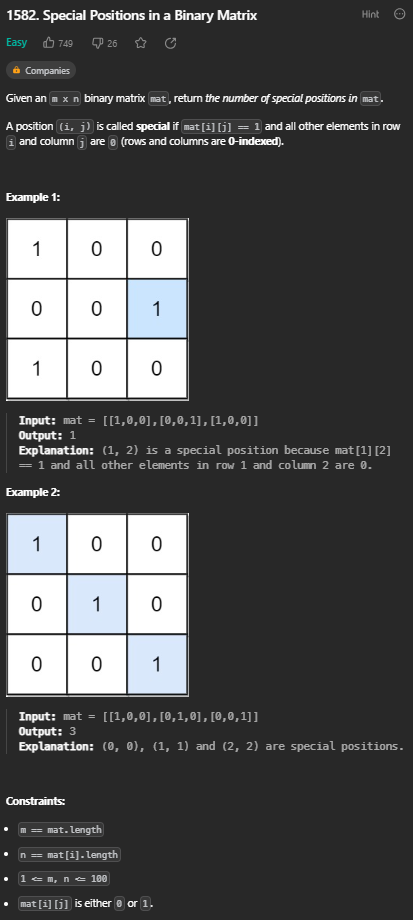 1582. Special Positions in a Binary Matrix
Hint
Easy 749 26
Companies
Given an m x n binary matrix mat, return the number of special positions in mat.
A position (i, j) is called special if mat[i][j] == 1 and all other elements in row
i and column j are 0 (rows and columns are 0-indexed).
Example 1:
1 0 0
0 0 1
1 0 0
Input: mat = [[1,0,0],[0,0,1],[1,0,0]]
Output: 1
Explanation: (1, 2) is a special position because mat[1][2]
== 1 and all other elements in row 1 and column 2 are 0.
Example 2:
1 0 0
0 1 0
0 0 1
Input: mat = [[1,0,0],[0,1,0],[0,0,1]]
Output: 3
Explanation: (0, 0), (1, 1) and (2, 2) are special positions.
Constraints:
m == mat.length
n == mat[i].length
1 <= m, n <= 100
mat[i][j] is either 0 or 1.